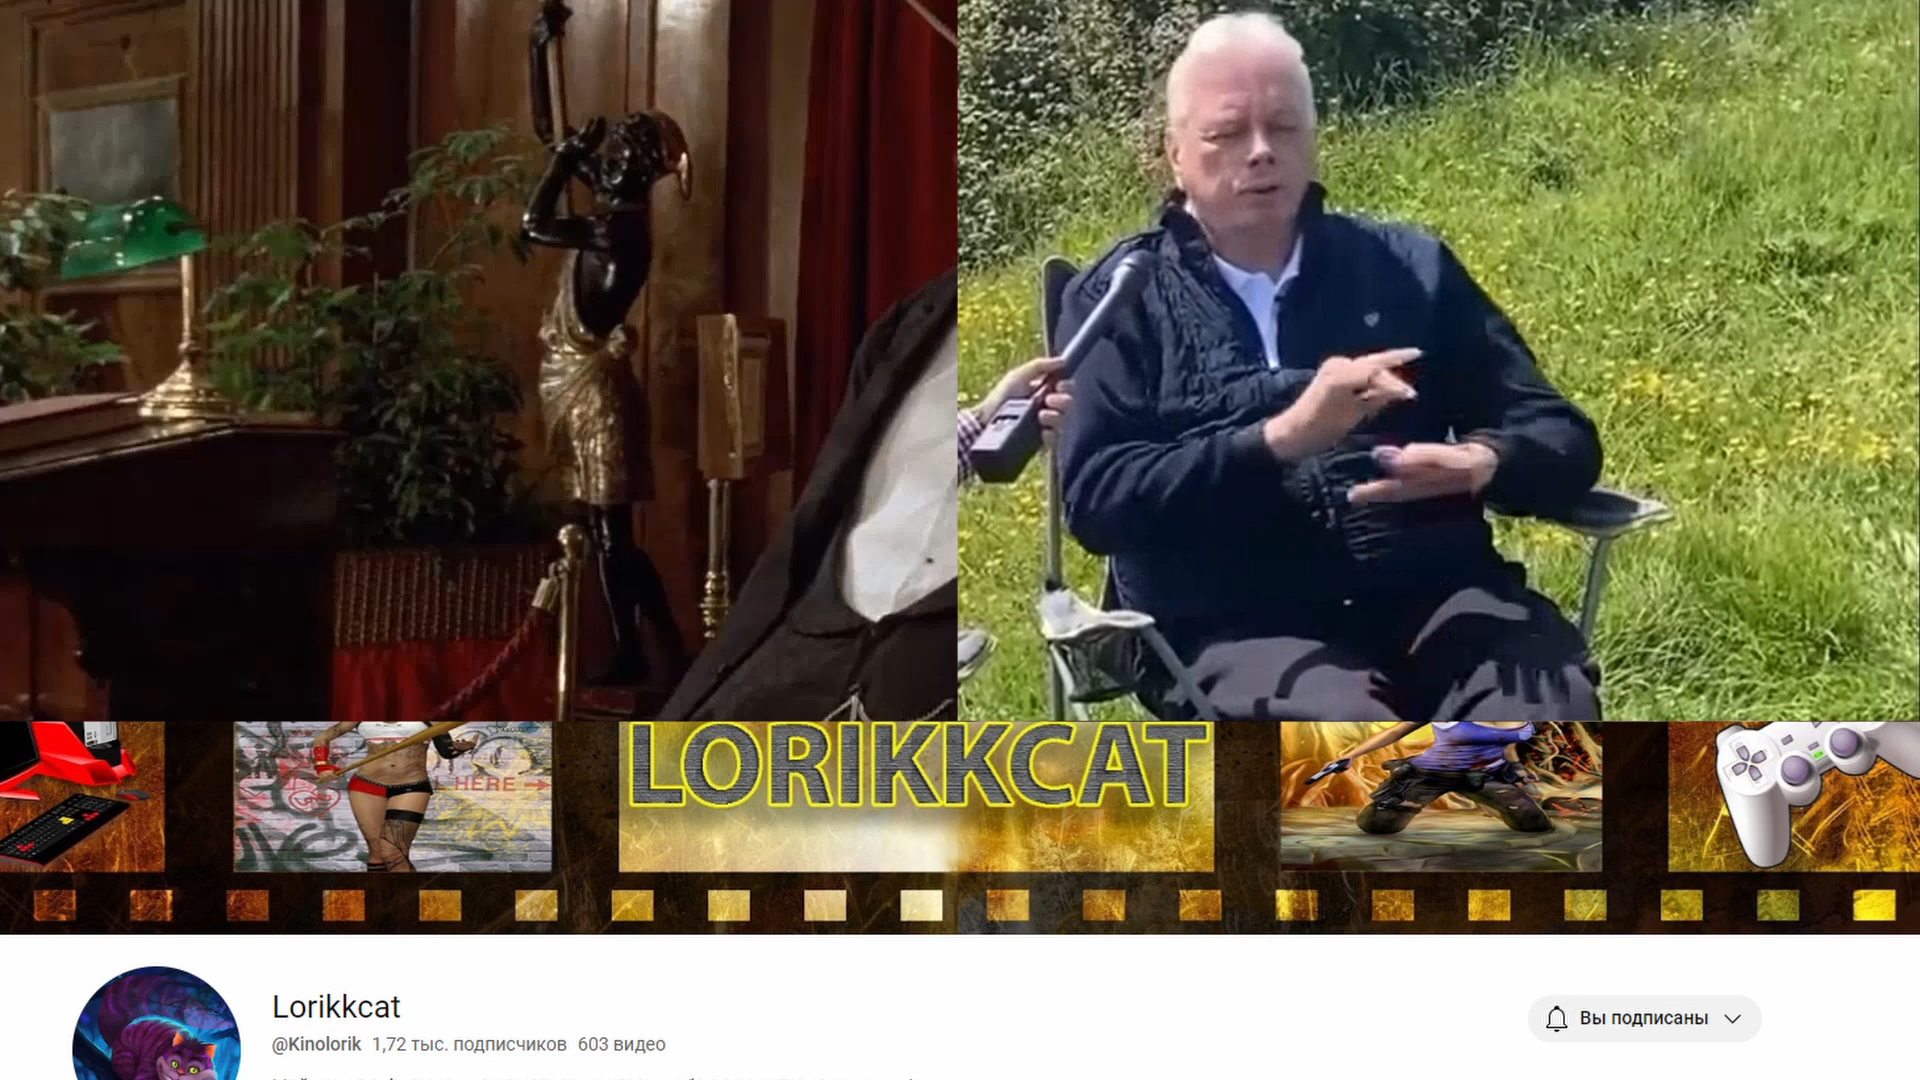 HERE →
LORIKKCAT
Lorikkcat
@Kinolorik 1,72 тыс. подписчиков 603 видео
Вы подписаны